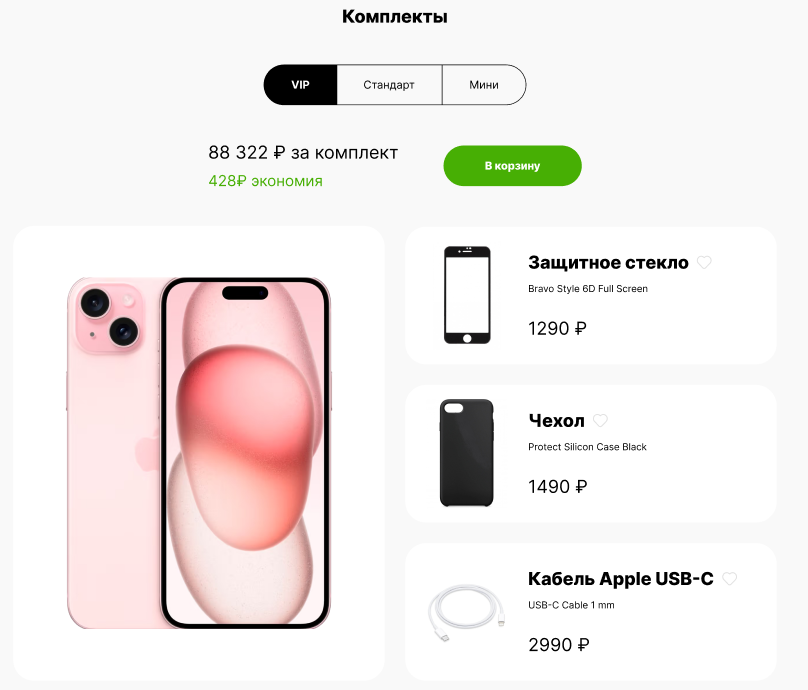 Комплекты
VIP
Стандарт
Мини
88 322 ₽ за комплект
428₽ экономия
В корзину
Защитное стекло
Bravo Style 6D Full Screen
1290 ₽
Чехол
Protect Silicon Case Black
1490 ₽
Кабель Apple USB-C
USB-C Cable 1 mm
2990 ₽